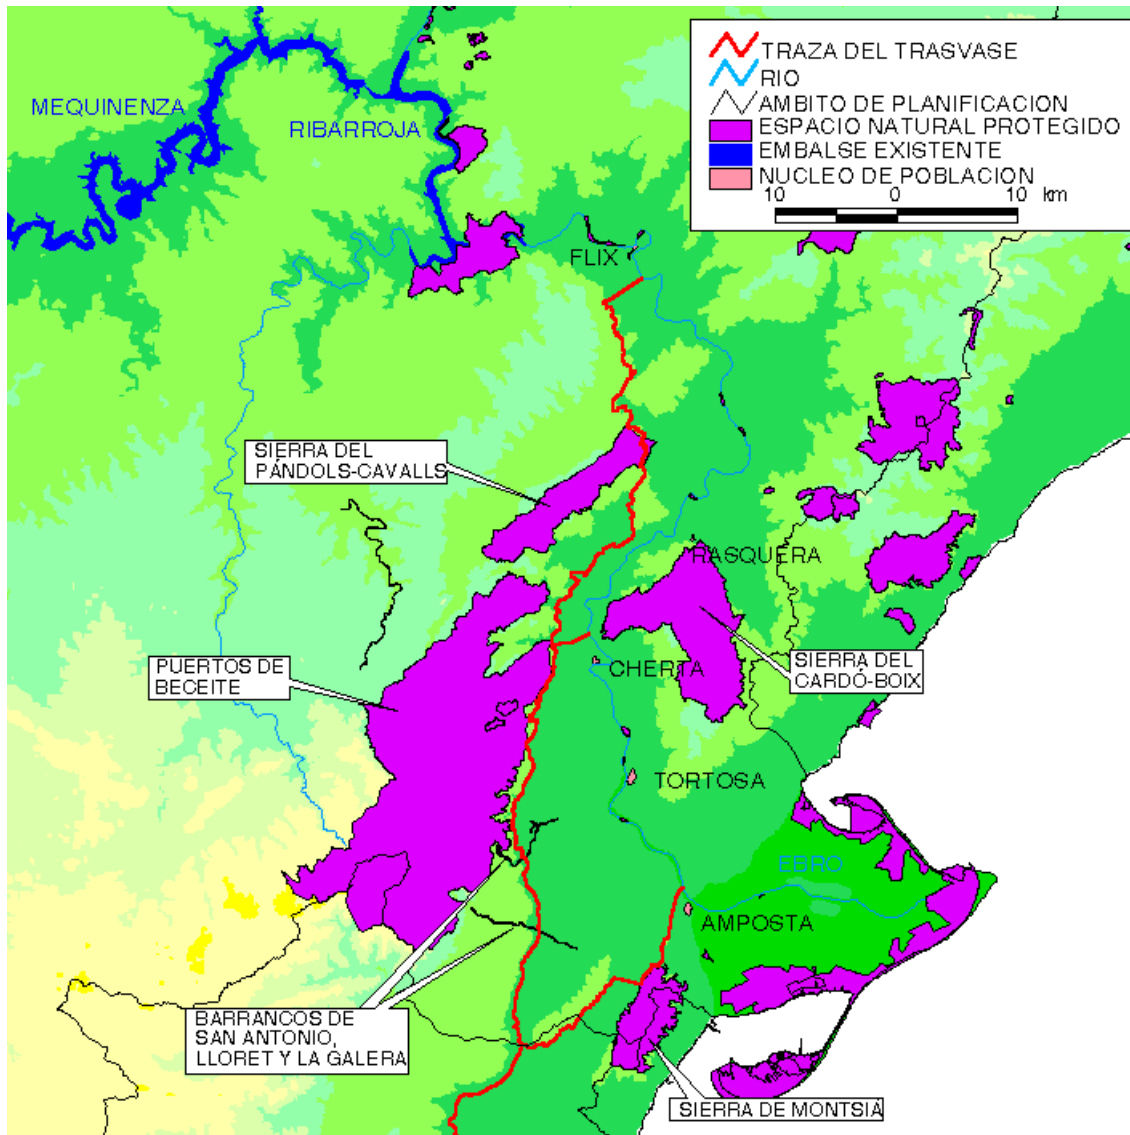 TRAZA DEL TRASVASE
RIO
AMBITO DE PLANIFICACION
ESPACIO NATURAL PROTEGIDO
EMBALSE EXISTENTE
NUCLEO DE POBLACION
10 0 10 km
MEQUINENZA
RIBARROJA
FLIX
SIERRA DEL
PÁNDOLS-CAVALLS
RASQUERA
PUERTOS DE
BECEITE
CHERTA
SIERRA DEL
CARDÓ-BOIX
TORTOSA
EBRO
AMPOSTA
BARRANCOS DE
SAN ANTONIO,
LLORET Y LA GALERA
SIERRA DE MONTSIA